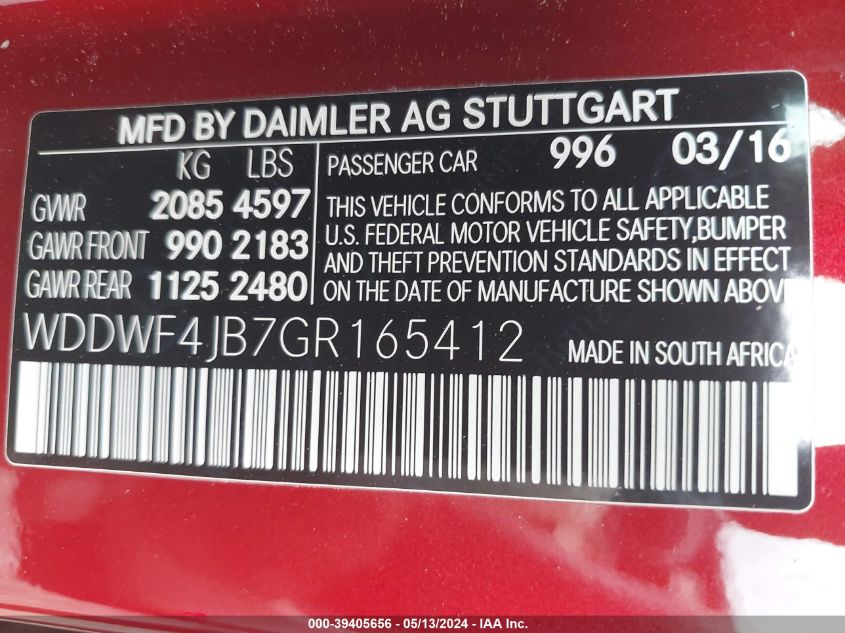 MFD BY DAIMLER AG STUTTGART
KG LBS
GVWR 2085 4597
GAWR FRONT 990 2183
GAWR REAR 1125 2480
PASSENGER CAR 996 03/16
THIS VEHICLE CONFORMS TO ALL APPLICABLE
U.S. FEDERAL MOTOR VEHICLE SAFETY,BUMPER
AND THEFT PREVENTION STANDARDS IN EFFECT
ON THE DATE OF MANUFACTURE SHOWN ABOVE
WDDWF4JB7GR165412
MADE IN SOUTH AFRICA
000-39405656 - 05/13/2024 - IAA Inc.